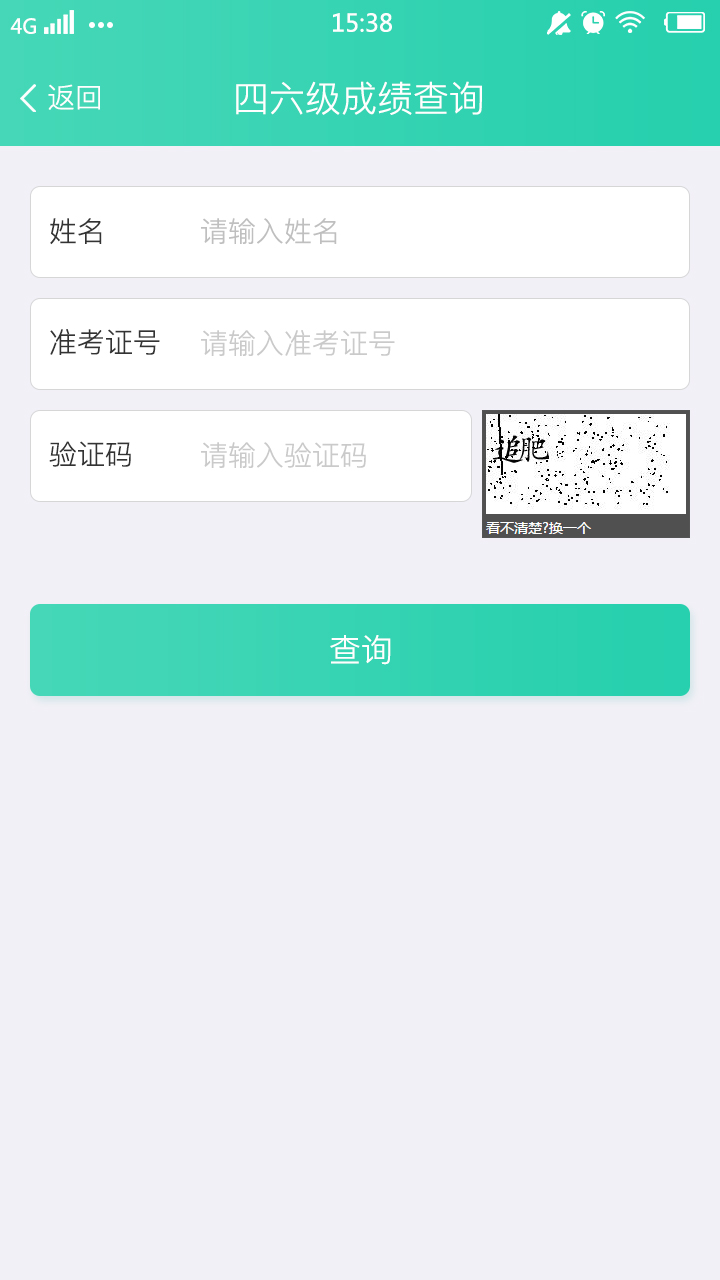 4G 15:38
返回 四六级成绩查询
姓名 请输入姓名
准考证号 请输入准考证号
验证码 请输入验证码
追肥
看不清楚?换一个
查询